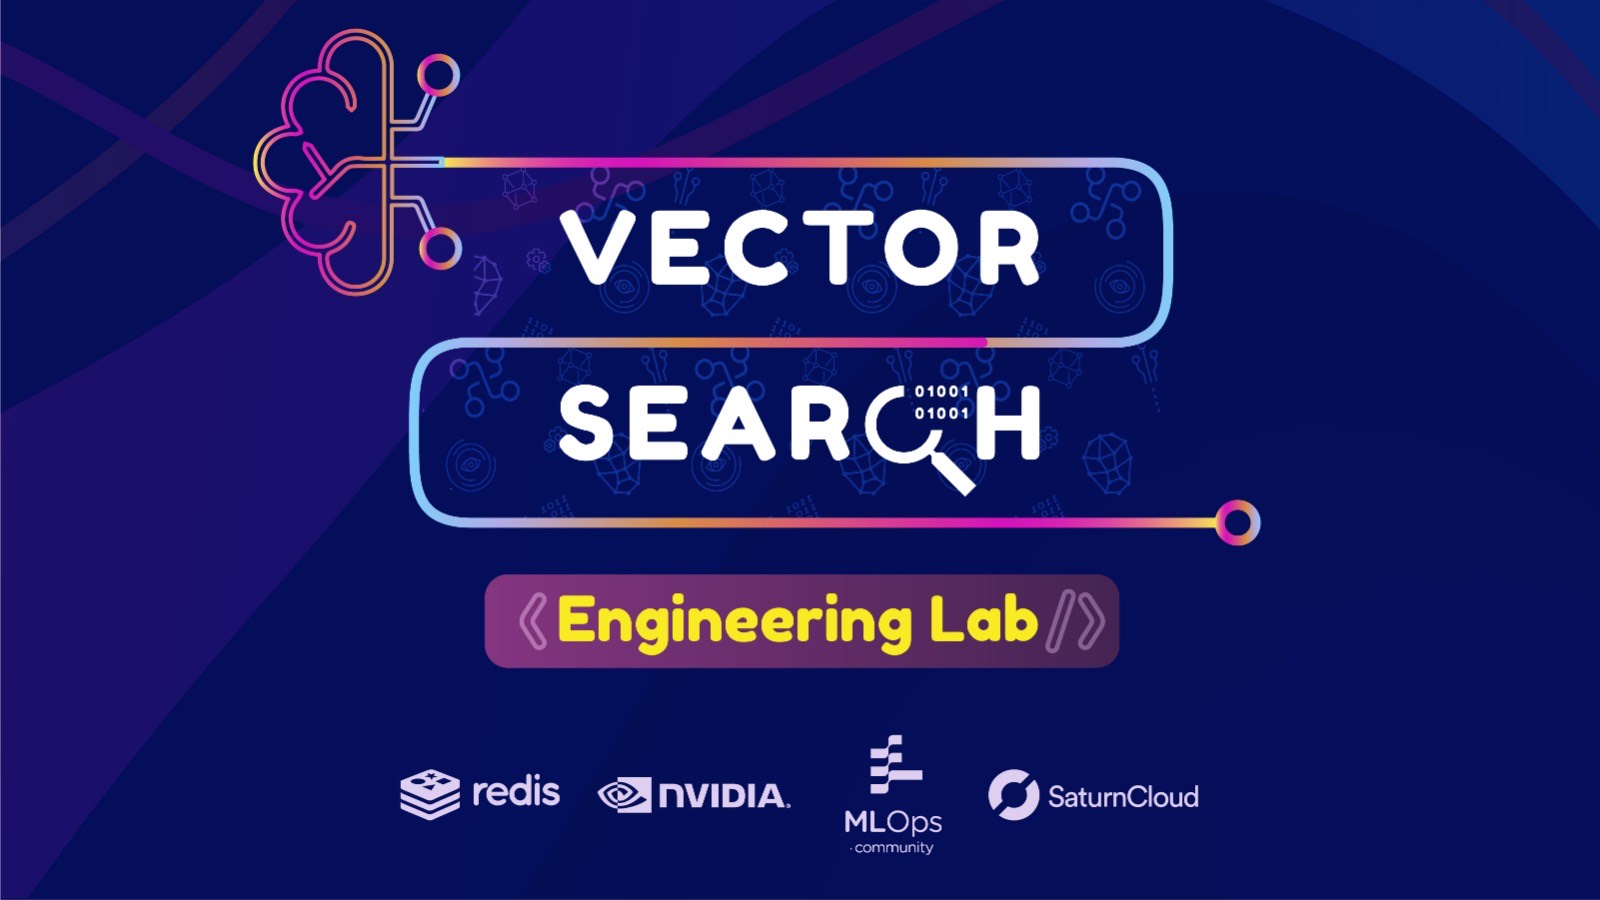 VECTOR
SEARCH
01001
01001
Engineering Lab
redis
NVIDIA.
MLOps
community
SaturnCloud